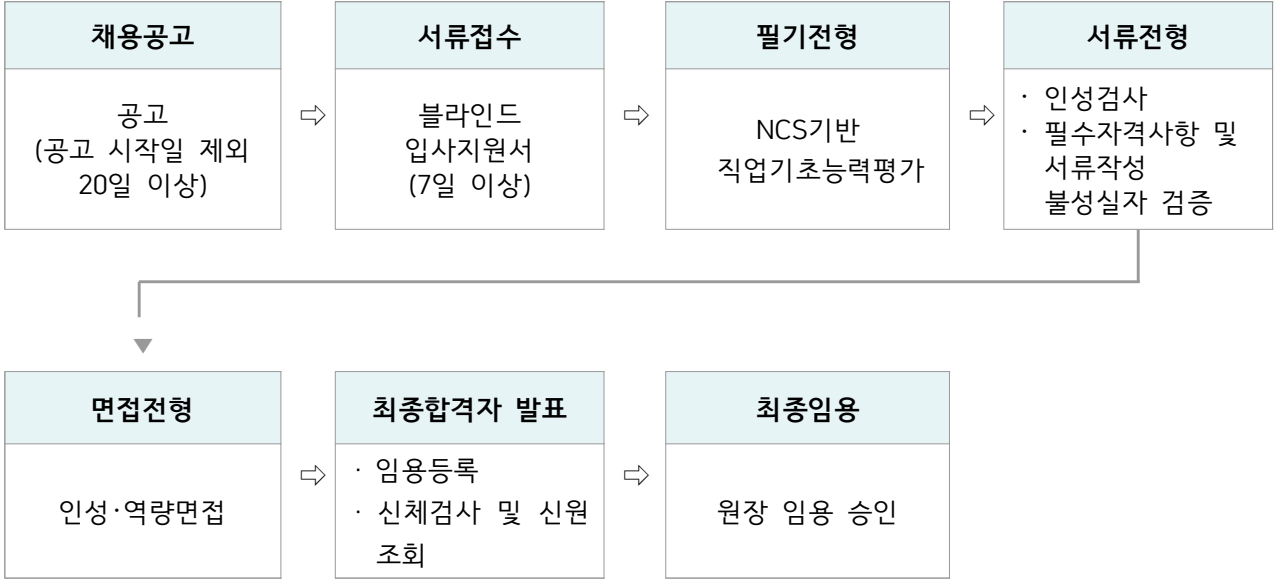 채용공고
공고
(공고 시작일 제외
20일 이상)
⇨
서류접수
블라인드
입사지원서
(7일 이상)
⇨
필기전형
NCS기반
직업기초능력평가
⇨
서류전형
· 인성검사
· 필수자격사항 및
서류작성
불성실자 검증
면접전형
인성·역량면접
⇨
최종합격자 발표
· 임용등록
· 신체검사 및 신원
조회
⇨
최종임용
원장 임용 승인